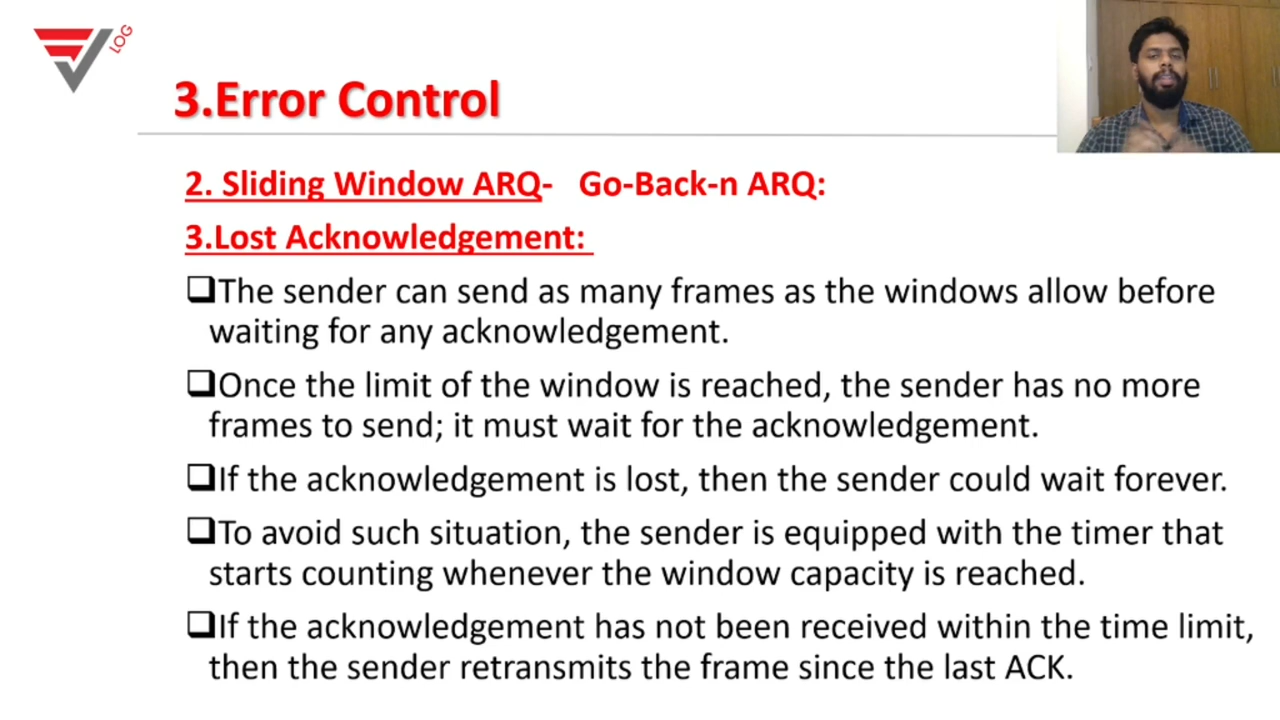 LOG
3.Error Control
2. Sliding Window ARQ- Go-Back-n ARQ:
3.Lost Acknowledgement:
The sender can send as many frames as the windows allow before
waiting for any acknowledgement.
Once the limit of the window is reached, the sender has no more
frames to send; it must wait for the acknowledgement.
If the acknowledgement is lost, then the sender could wait forever.
To avoid such situation, the sender is equipped with the timer that
starts counting whenever the window capacity is reached.
If the acknowledgement has not been received within the time limit,
then the sender retransmits the frame since the last ACK.